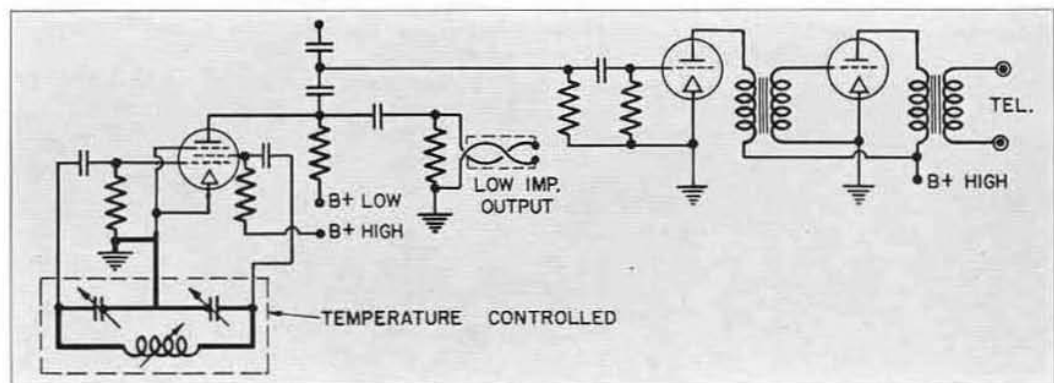 TEL.
LOW IMP.
OUTPUT
B+ LOW
B+ HIGH
B+ HIGH
TEMPERATURE CONTROLLED